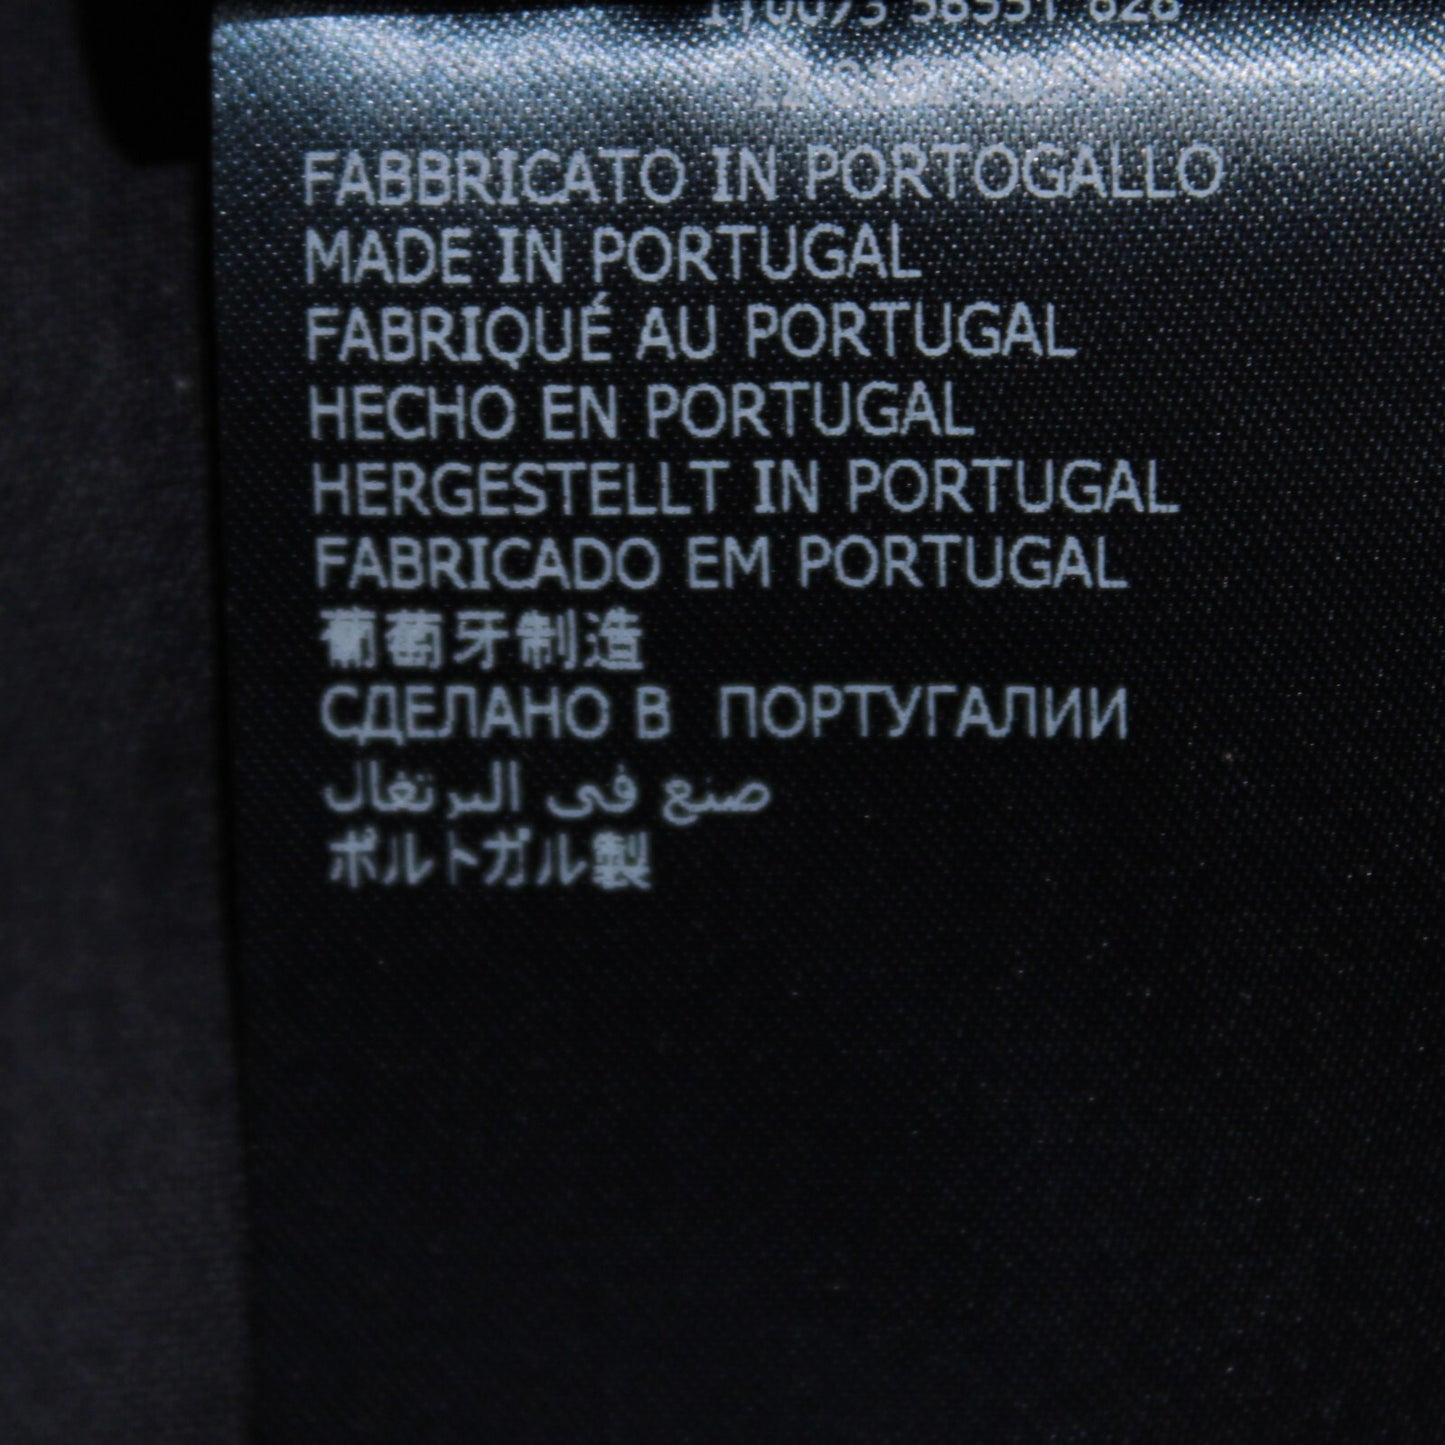 FABBRICATO IN PORTOGALLO
MADE IN PORTUGAL
FABRIQUÉ AU PORTUGAL
HECHO EN PORTUGAL
HERGESTELLT IN PORTUGAL
FABRICADO EM PORTUGAL
葡萄牙制造
СДЕЛАНО В ПОРТУГАЛИИ
صنع في البرتغال
ポルトガル製